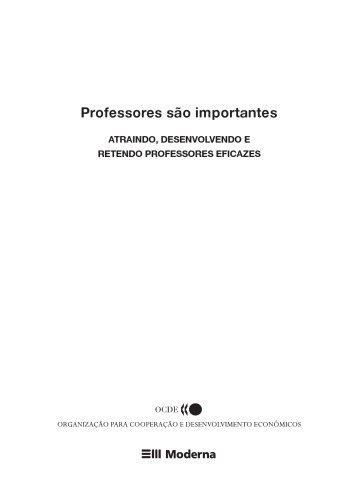 Professores são importantes
ATRAINDO, DESENVOLVENDO E
RETENDO PROFESSORES EFICAZES
OCDE
ORGANIZAÇÃO PARA COOPERAÇÃO E DESENVOLVIMENTO ECONÔMICOS
Moderna